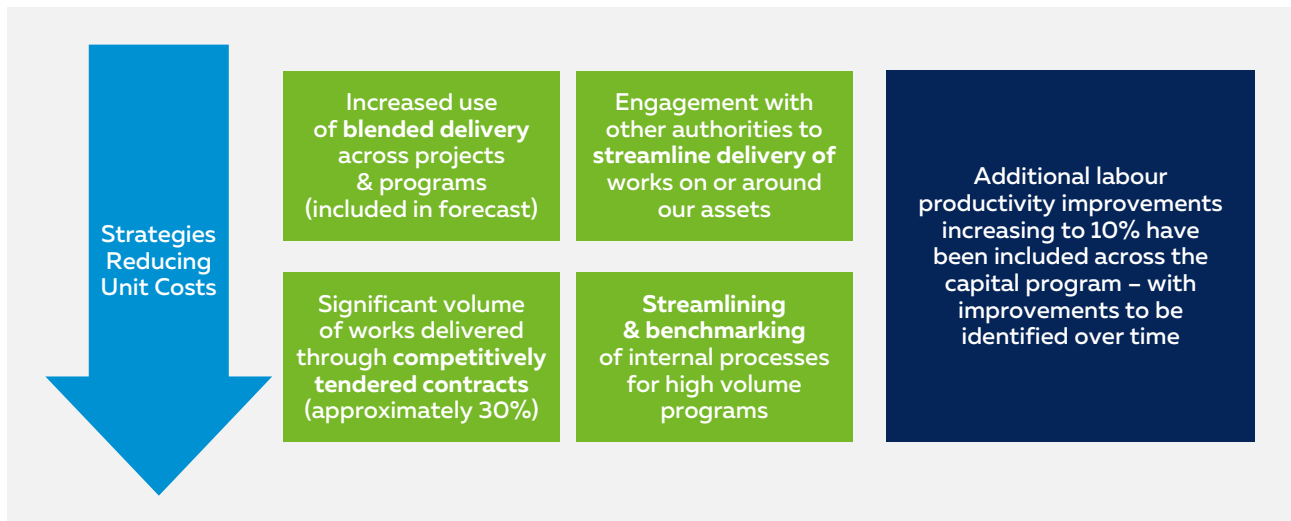 Strategies
Reducing
Unit Costs
Increased use
of blended delivery
across projects
& programs
(included in forecast)
Engagement with
other authorities to
streamline delivery of
works on or around
our assets
Significant volume
of works delivered
through competitively
tendered contracts
(approximately 30%)
Streamlining
& benchmarking
of internal processes
for high volume
programs
Additional labour
productivity improvements
increasing to 10% have
been included across the
capital program – with
improvements to be
identified over time